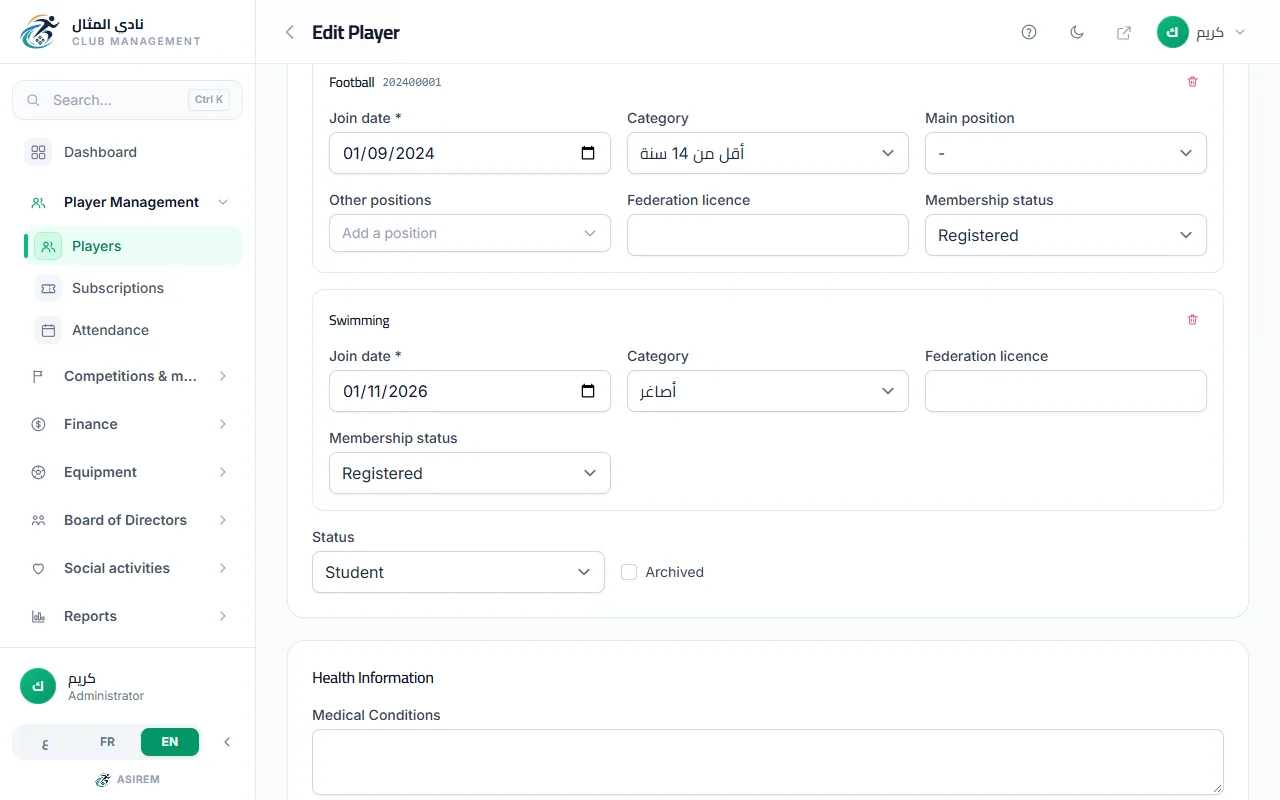 نادي المثال
CLUB MANAGEMENT
Search...
Ctrl K
Dashboard
Player Management
Players
Subscriptions
Attendance
Competitions & m...
Finance
Equipment
Board of Directors
Social activities
Reports
ك
كريم
Administrator
ع
FR
EN
ASIREM
Edit Player
ك
كريم
Football 202400001
Join date *
Category
Main position
01/09/2024
أقل من 14 سنة
-
Other positions
Federation licence
Membership status
Add a position
Registered
Swimming
Join date *
Category
Federation licence
01/11/2026
أصاغر
Membership status
Registered
Status
Student
Archived
Health Information
Medical Conditions